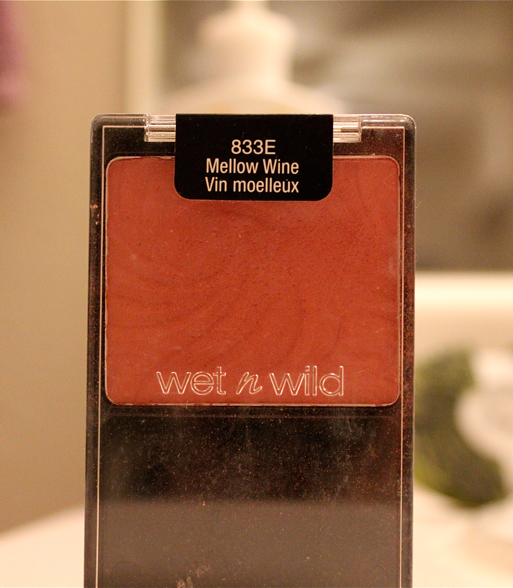 833E
Mellow Wine
Vin moelleux
wet n wild